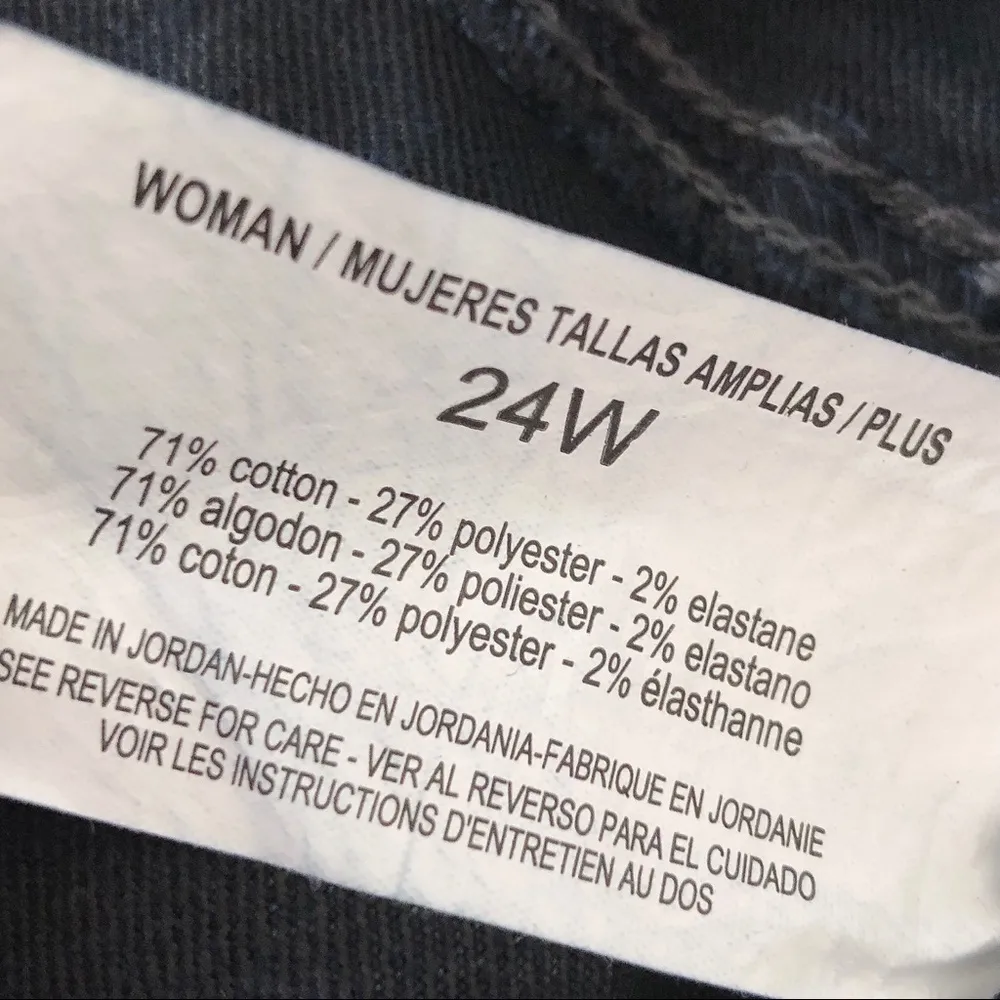 WOMAN / MUJERES TALLAS AMPLIAS / PLUS
24W
71% cotton - 27% polyester - 2% elastane
71% algodon - 27% poliester - 2% elastano
71% coton - 27% polyester - 2% élasthanne
MADE IN JORDAN-HECHO EN JORDANIA-FABRIQUE EN JORDANIE
SEE REVERSE FOR CARE - VER AL REVERSO PARA EL CUIDADO
VOIR LES INSTRUCTIONS D'ENTRETIEN AU DOS